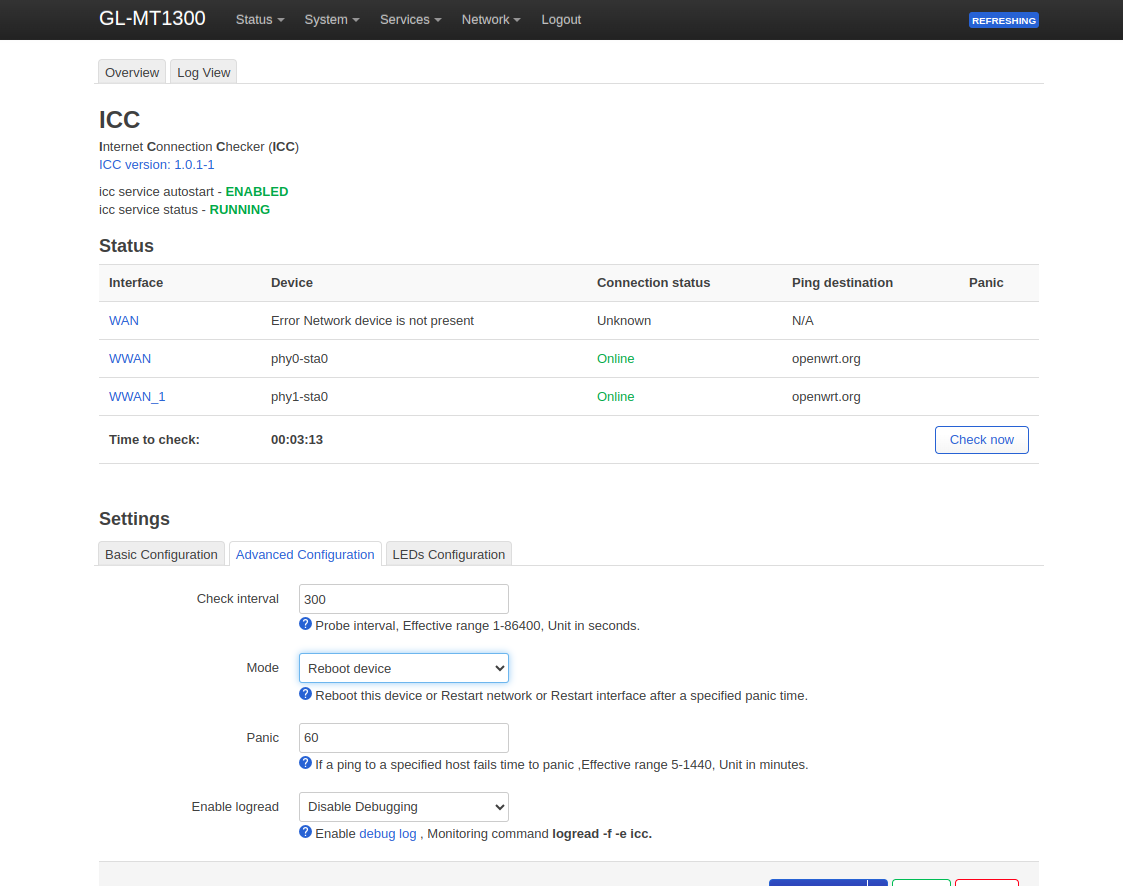 GL-MT1300 Status System Services Network Logout REFRESHING
Overview Log View
ICC
Internet Connection Checker (ICC)
ICC version: 1.0.1-1
icc service autostart - ENABLED
icc service status - RUNNING
Status
Interface Device Connection status Ping destination Panic
WAN Error Network device is not present Unknown N/A
WWAN phy0-sta0 Online openwrt.org
WWAN_1 phy1-sta0 Online openwrt.org
Time to check: 00:03:13 Check now
Settings
Basic Configuration Advanced Configuration LEDs Configuration
Check interval 300
Probe interval, Effective range 1-86400, Unit in seconds.
Mode Reboot device
Reboot this device or Restart network or Restart interface after a specified panic time.
Panic 60
If a ping to a specified host fails time to panic ,Effective range 5-1440, Unit in minutes.
Enable logread Disable Debugging
Enable debug log , Monitoring command logread -f -e icc.